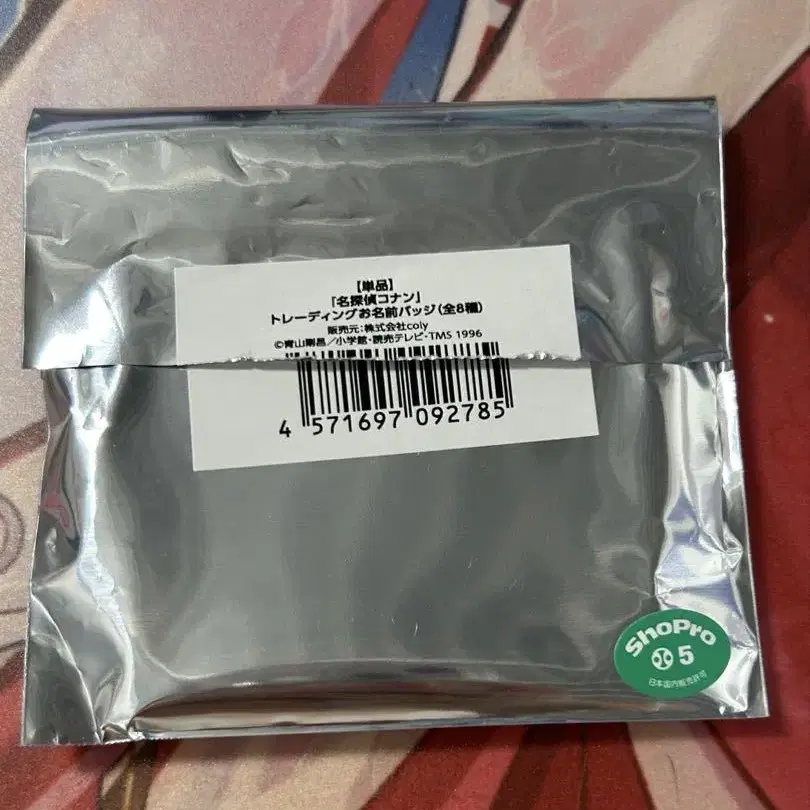 【単品】
「名探偵コナン」
トレーディングお名前バッジ(全8種)
販売元:株式会社coly
©青山剛昌／小学館・読売テレビ・TMS 1996
4 571697 092785
ShoPro
5
日本国内販売許可